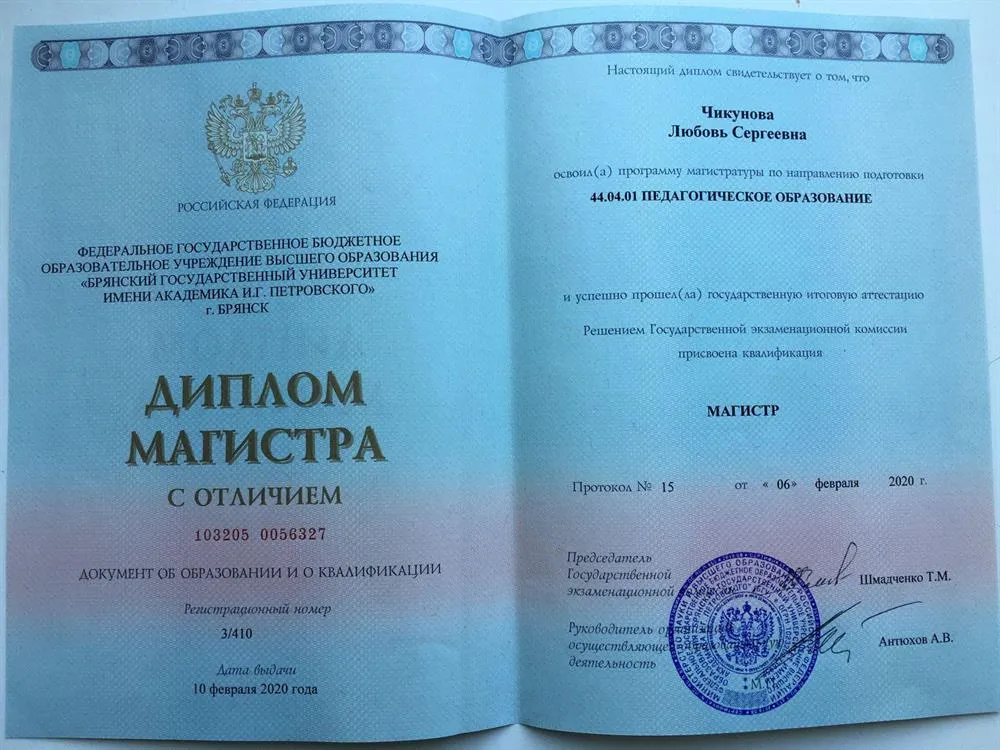 РОССИЙСКАЯ ФЕДЕРАЦИЯ
ФЕДЕРАЛЬНОЕ ГОСУДАРСТВЕННОЕ БЮДЖЕТНОЕ
ОБРАЗОВАТЕЛЬНОЕ УЧРЕЖДЕНИЕ ВЫСШЕГО ОБРАЗОВАНИЯ
«БРЯНСКИЙ ГОСУДАРСТВЕННЫЙ УНИВЕРСИТЕТ
ИМЕНИ АКАДЕМИКА И.Г. ПЕТРОВСКОГО»
г. БРЯНСК
ДИПЛОМ
МАГИСТРА
С ОТЛИЧИЕМ
103205 0056327
ДОКУМЕНТ ОБ ОБРАЗОВАНИИ И О КВАЛИФИКАЦИИ
Регистрационный номер
3/410
Дата выдачи
10 февраля 2020 года
Настоящий диплом свидетельствует о том, что
Чикунова
Любовь Сергеевна
освоил(а) программу магистратуры по направлению подготовки
44.04.01 ПЕДАГОГИЧЕСКОЕ ОБРАЗОВАНИЕ
и успешно прошел(ла) государственную итоговую аттестацию
Решением Государственной экзаменационной комиссии
присвоена квалификация
МАГИСТР
Протокол № 15 от «06» февраля 2020 г.
Председатель
Государственной
экзаменационной
Шмадченко Т.М.
Руководитель
осуществляющей
деятельность
Антюхов А.В.
М.П.